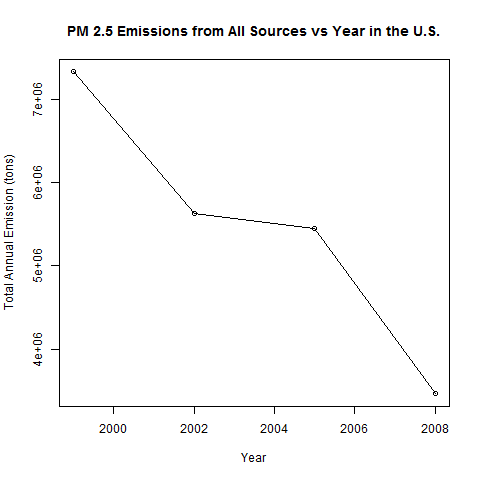 PM 2.5 Emissions from All Sources vs Year in the U.S.
Total Annual Emission (tons)
7e+06
6e+06
5e+06
4e+06
2000 2002 2004 2006 2008
Year